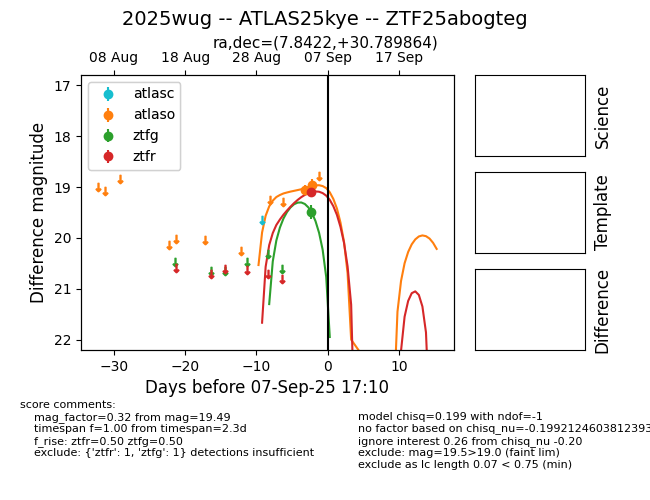 2025wug -- ATLAS25kye -- ZTF25abogteg
ra,dec=(7.8422,+30.789864)
08 Aug 18 Aug 28 Aug 07 Sep 17 Sep
atlasc
atlaso
ztfg
ztfr
17
18
19
20
21
22
Difference magnitude
−30 −20 −10 0 10
Days before 07-Sep-25 17:10
Science
Template
Difference
score comments:
mag_factor=0.32 from mag=19.49
timespan f=1.00 from timespan=2.3d
f_rise: ztfr=0.50 ztfg=0.50
exclude: {'ztfr': 1, 'ztfg': 1} detections insufficient
model chisq=0.199 with ndof=-1
no factor based on chisq_nu=-0.1992124603812393
ignore interest 0.26 from chisq_nu -0.20
exclude: mag=19.5>19.0 (faint lim)
exclude as lc length 0.07 < 0.75 (min)